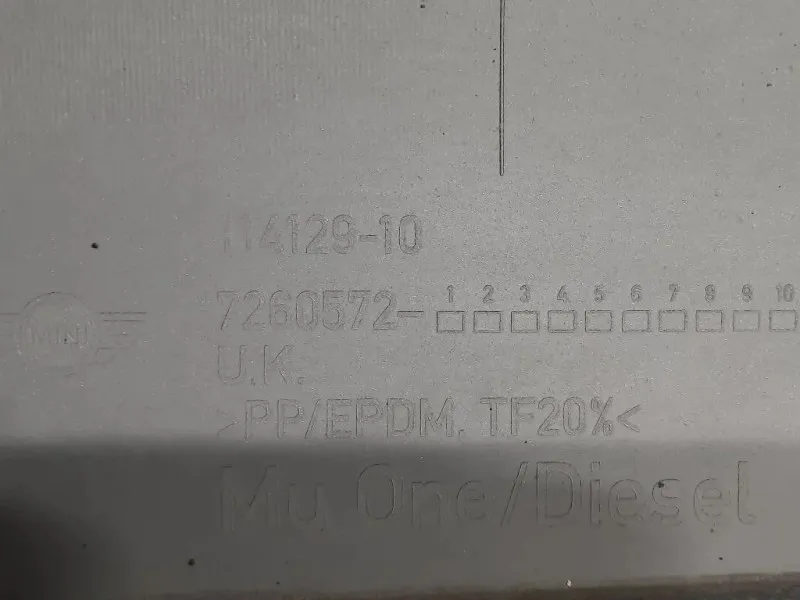 114129-10
1 2 3 4 5 6 7 8 9 10
7260572-
MINI
U.K.
>PP/EPDM, TF20%<
Mu One/Diesel